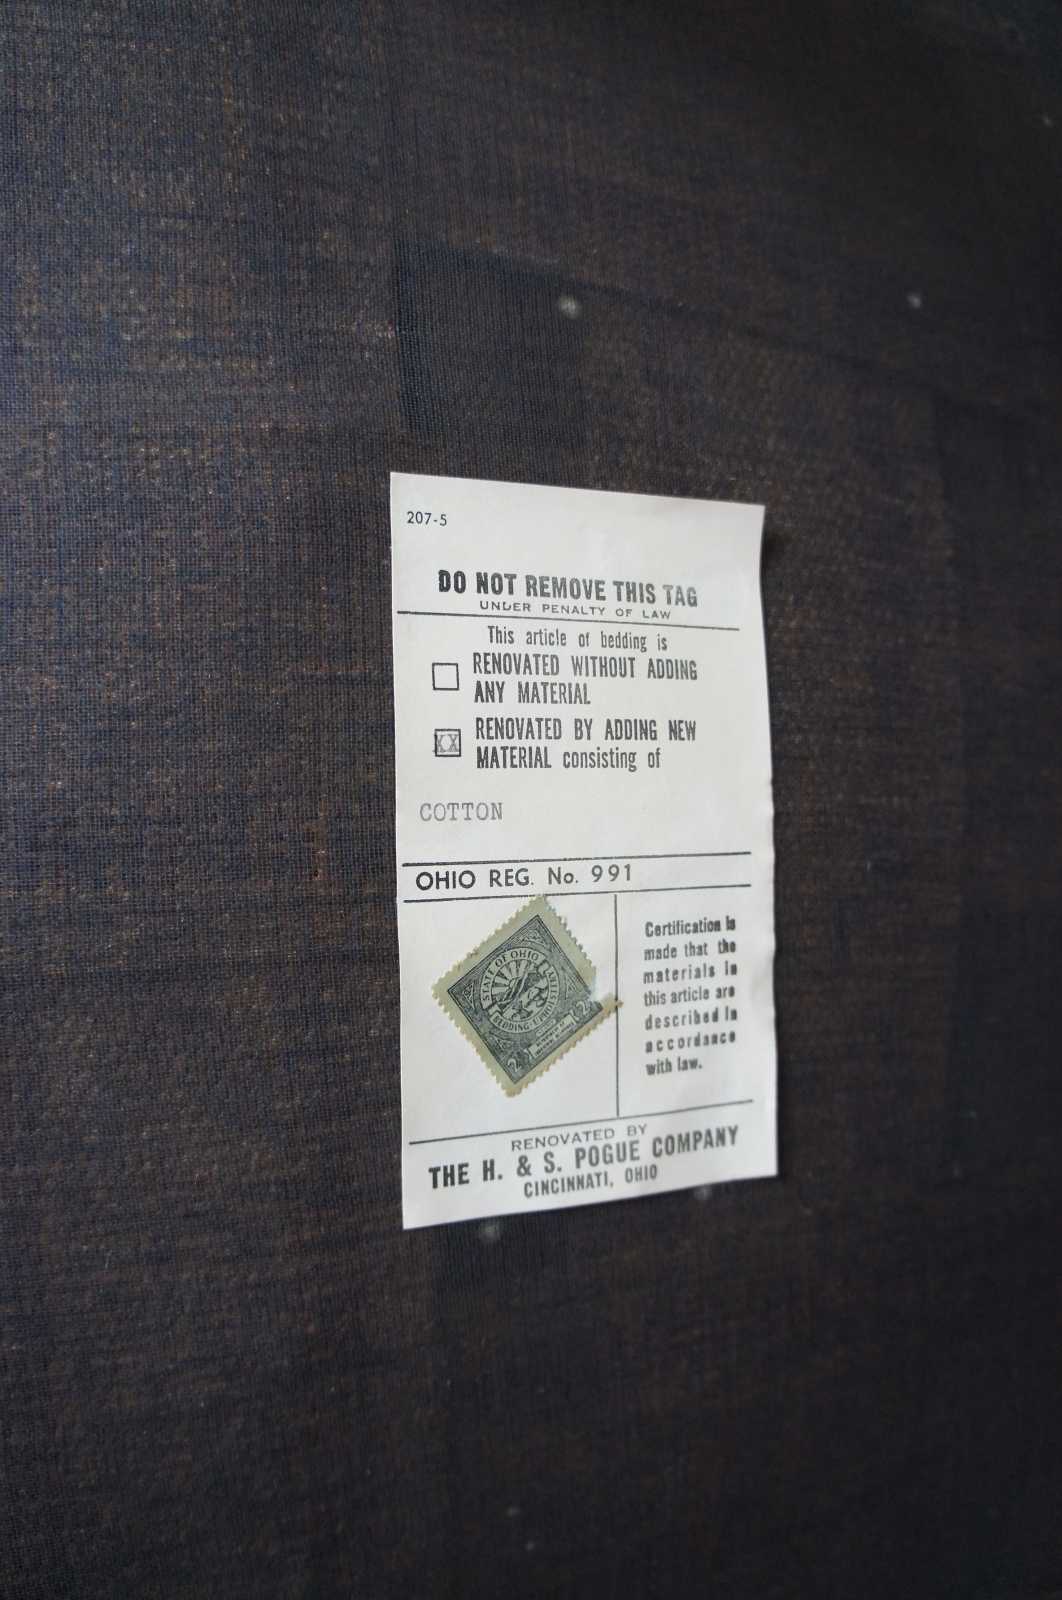 207-5
DO NOT REMOVE THIS TAG
UNDER PENALTY OF LAW
This article of bedding is
RENOVATED WITHOUT ADDING
ANY MATERIAL
XX RENOVATED BY ADDING NEW
MATERIAL consisting of
COTTON
OHIO REG. No. 991
STATE OF OHIO
BEDDING-UPHOLSTERY
2
2
Certification is
made that the
materials in
this article are
described in
accordance
with law.
RENOVATED BY
THE H. & S. POGUE COMPANY
CINCINNATI, OHIO